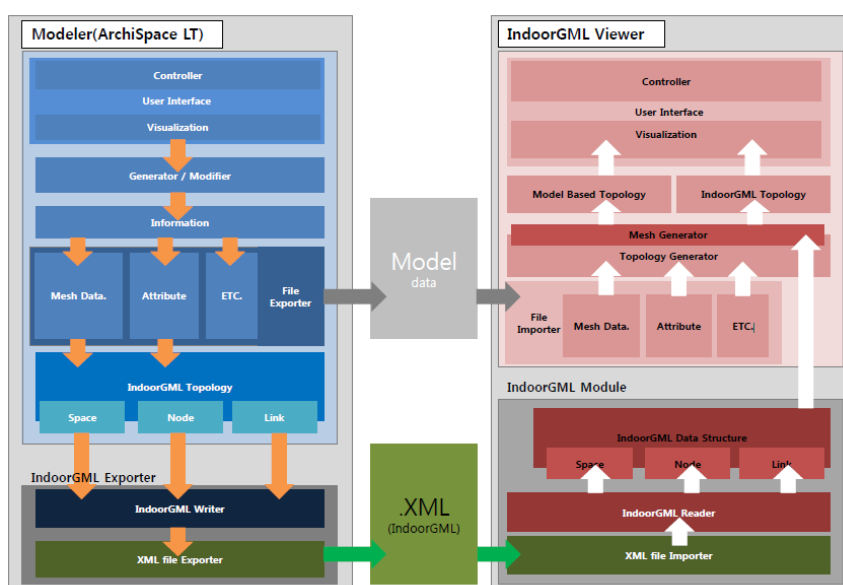 Modeler(ArchiSpace LT)
Controller
User Interface
Visualization
Generator / Modifier
Information
Mesh Data.
Attribute
ETC.
File
Exporter
IndoorGML Topology
Space
Node
Link
IndoorGML Exporter
IndoorGML Writer
XML file Exporter
Model
data
.XML
(IndoorGML)
IndoorGML Viewer
Controller
User Interface
Visualization
Model Based Topology
IndoorGML Topology
Mesh Generator
Topology Generator
File
Importer
Mesh Data.
Attribute
ETC.
IndoorGML Module
IndoorGML Data Structure
Space
Node
Link
IndoorGML Reader
XML file Importer